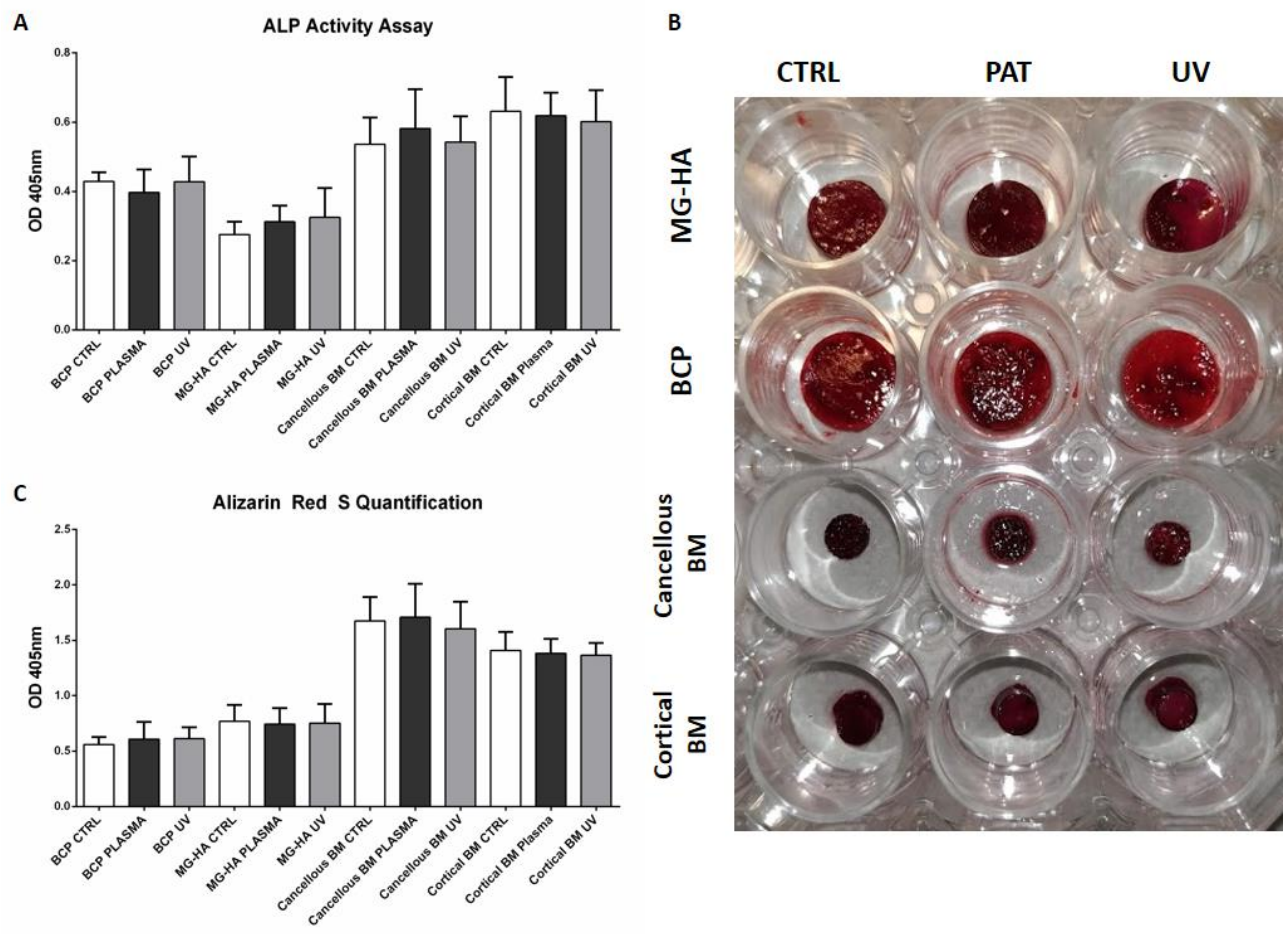 A
ALP Activity Assay
OD 405nm
0.8
0.6
0.4
0.2
0.0
BCP CTRL
BCP PLASMA
BCP UV
MG-HA CTRL
MG-HA PLASMA
MG-HA UV
Cancellous BM CTRL
Cancellous BM PLASMA
Cancellous BM UV
Cortical BM CTRL
Cortical BM Plasma
Cortical BM UV
B
CTRL PAT UV
MG-HA
BCP
Cancellous
BM
Cortical
BM
C
Alizarin Red S Quantification
OD 405nm
2.5
2.0
1.5
1.0
0.5
0.0
BCP CTRL
BCP PLASMA
BCP UV
MG-HA CTRL
MG-HA PLASMA
MG-HA UV
Cancellous BM CTRL
Cancellous BM PLASMA
Cancellous BM UV
Cortical BM CTRL
Cortical BM Plasma
Cortical BM UV